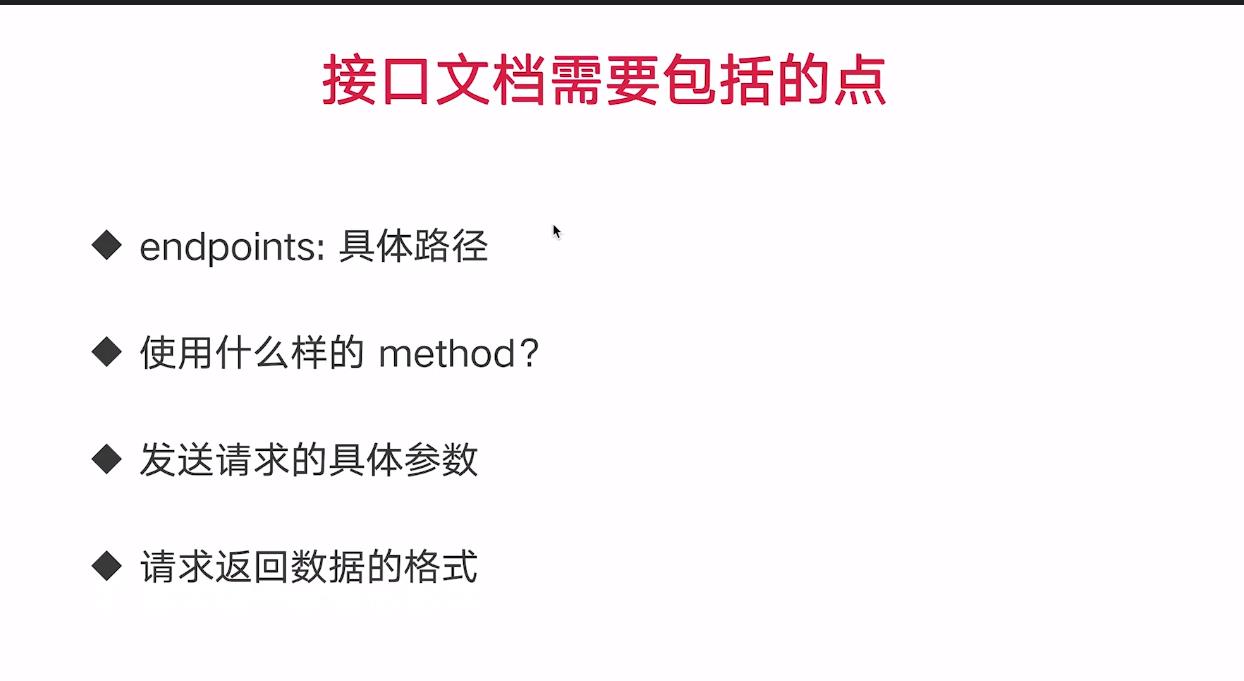 接口文档需要包括的点
◆ endpoints: 具体路径
◆ 使用什么样的 method?
◆ 发送请求的具体参数
◆ 请求返回数据的格式